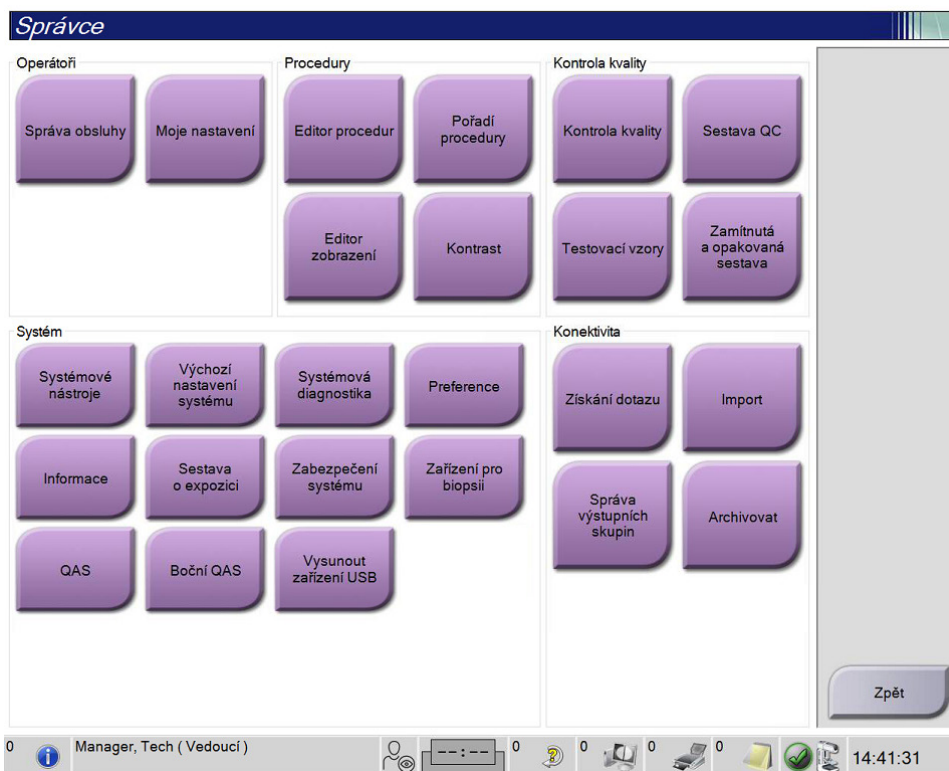 Správce
Operátoři
Správa obsluhy
Moje nastavení
Procedury
Editor procedur
Pořadí
procedury
Editor
zobrazení
Kontrast
Kontrola kvality
Kontrola kvality
Sestava QC
Testovací vzory
Zamítnutá
a opakovaná
sestava
Systém
Systémové
nástroje
Výchozí
nastavení
systému
Systémová
diagnostika
Preference
Informace
Sestava
o expozici
Zabezpečení
systému
Zařízení pro
biopsii
QAS
Boční QAS
Vysunout
zařízení USB
Konektivita
Získání dotazu
Import
Správa
výstupních
skupin
Archivovat
Zpět
0
Manager, Tech ( Vedoucí )
--:--
0
0
0
0
14:41:31